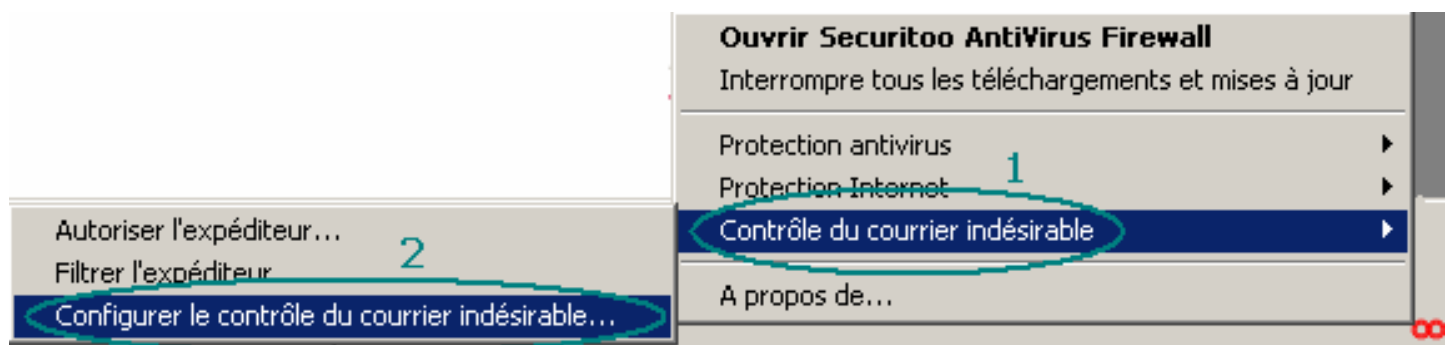 Ouvrir Securitoo AntiVirus Firewall
Interrompre tous les téléchargements et mises à jour
Protection antivirus
Protection Internet
1
Contrôle du courrier indésirable
A propos de...
Autoriser l'expéditeur...
2
Filtrer l'expéditeur
Configurer le contrôle du courrier indésirable...